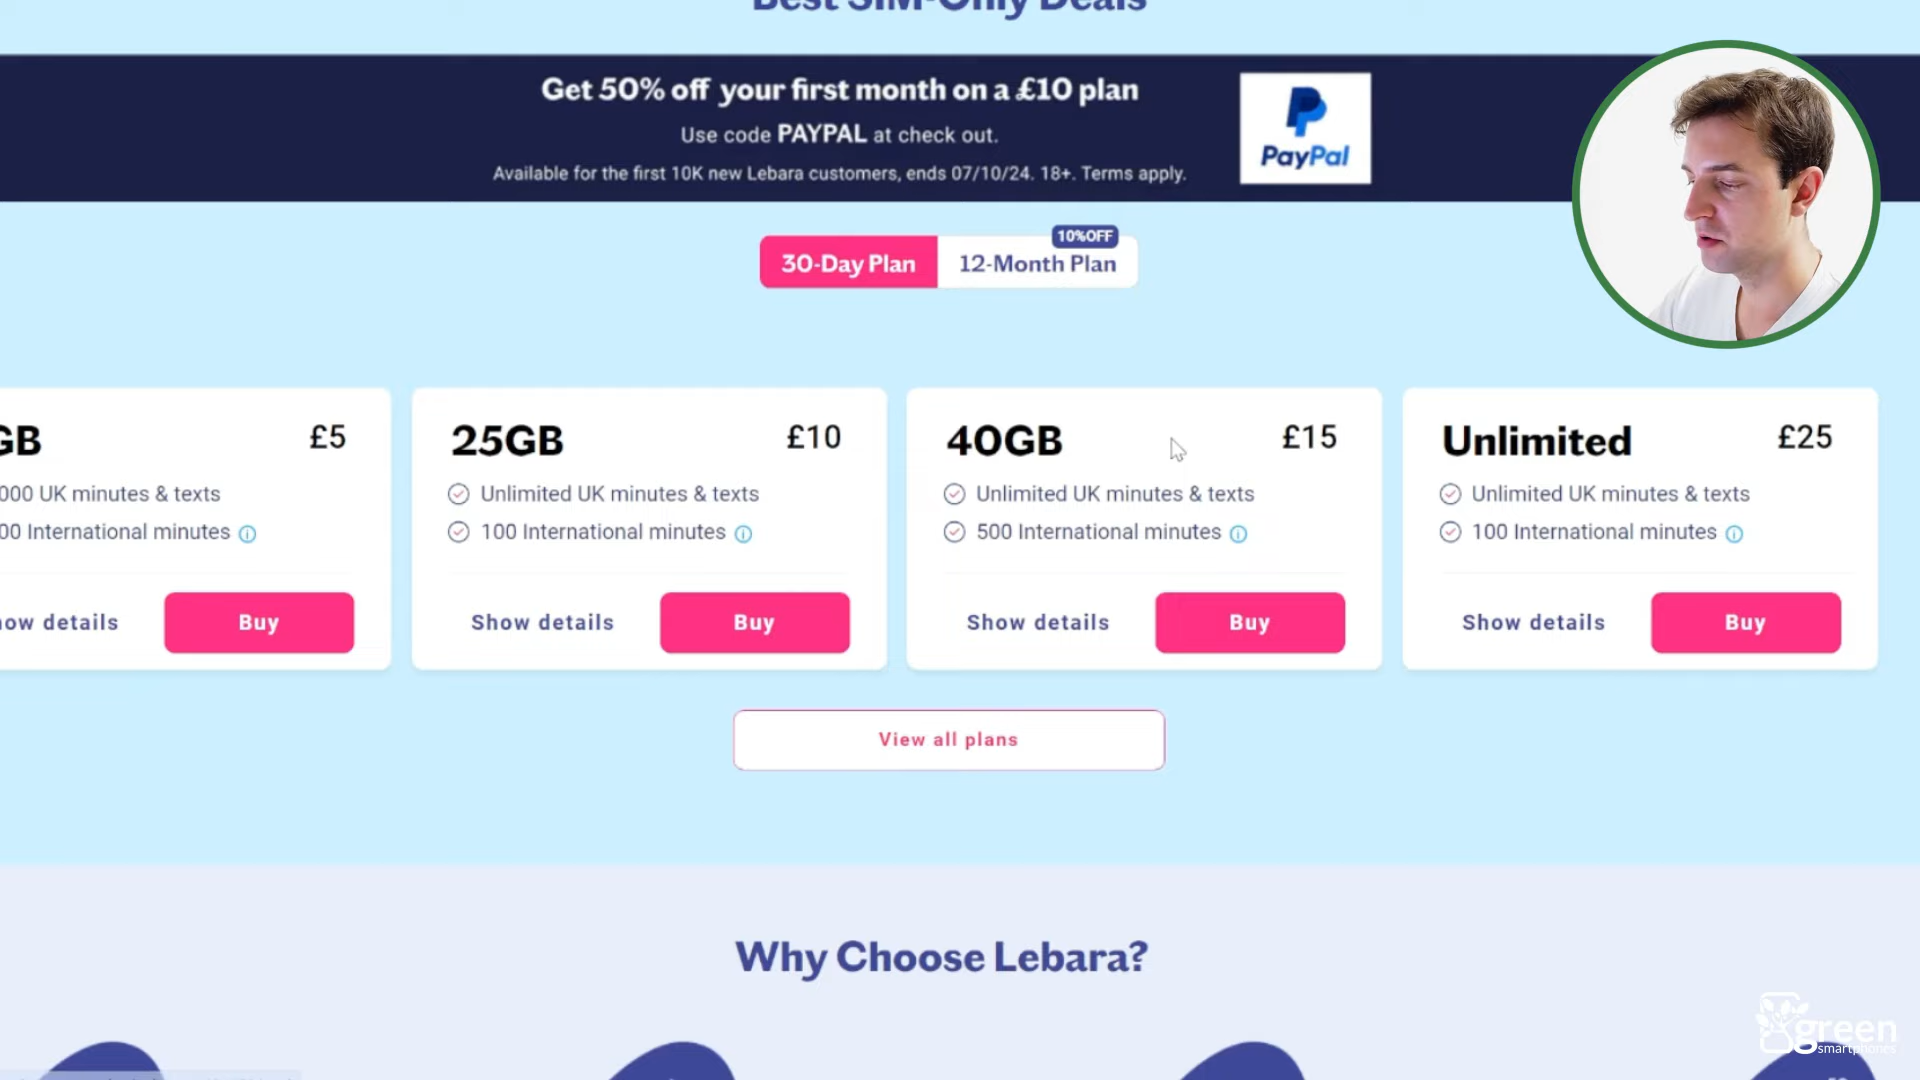 Best SIM-Only Deals
Get 50% off your first month on a £10 plan
Use code PAYPAL at check out.
Available for the first 10K new Lebara customers, ends 07/10/24. 18+. Terms apply.
PayPal
10%OFF
30-Day Plan
12-Month Plan
GB £5
000 UK minutes & texts
00 International minutes
ow details Buy
25GB £10
Unlimited UK minutes & texts
100 International minutes
Show details Buy
40GB £15
Unlimited UK minutes & texts
500 International minutes
Show details Buy
Unlimited £25
Unlimited UK minutes & texts
100 International minutes
Show details Buy
View all plans
Why Choose Lebara?
green
smartphones